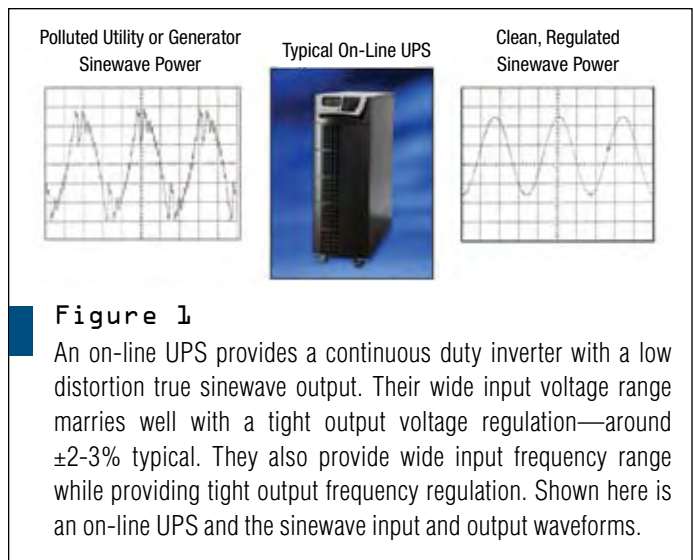 Polluted Utility or Generator
Sinewave Power
Typical On-Line UPS
Clean, Regulated
Sinewave Power
Figure 1
An on-line UPS provides a continuous duty inverter with a low
distortion true sinewave output. Their wide input voltage range
marries well with a tight output voltage regulation—around
±2-3% typical. They also provide wide input frequency range
while providing tight output frequency regulation. Shown here is
an on-line UPS and the sinewave input and output waveforms.